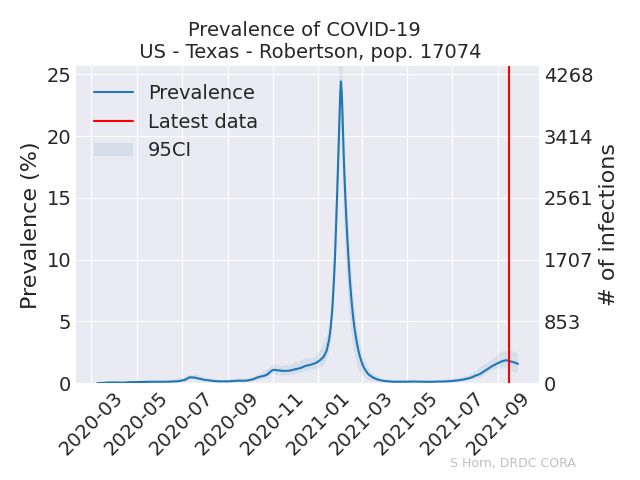 Prevalence of COVID-19
US - Texas - Robertson, pop. 17074
25
20
15
10
5
0
Prevalence (%)
Prevalence
Latest data
95CI
4268
3414
2561
1707
853
0
# of infections
2020-03
2020-05
2020-07
2020-09
2020-11
2021-01
2021-03
2021-05
2021-07
2021-09
S Horn, DRDC CORA